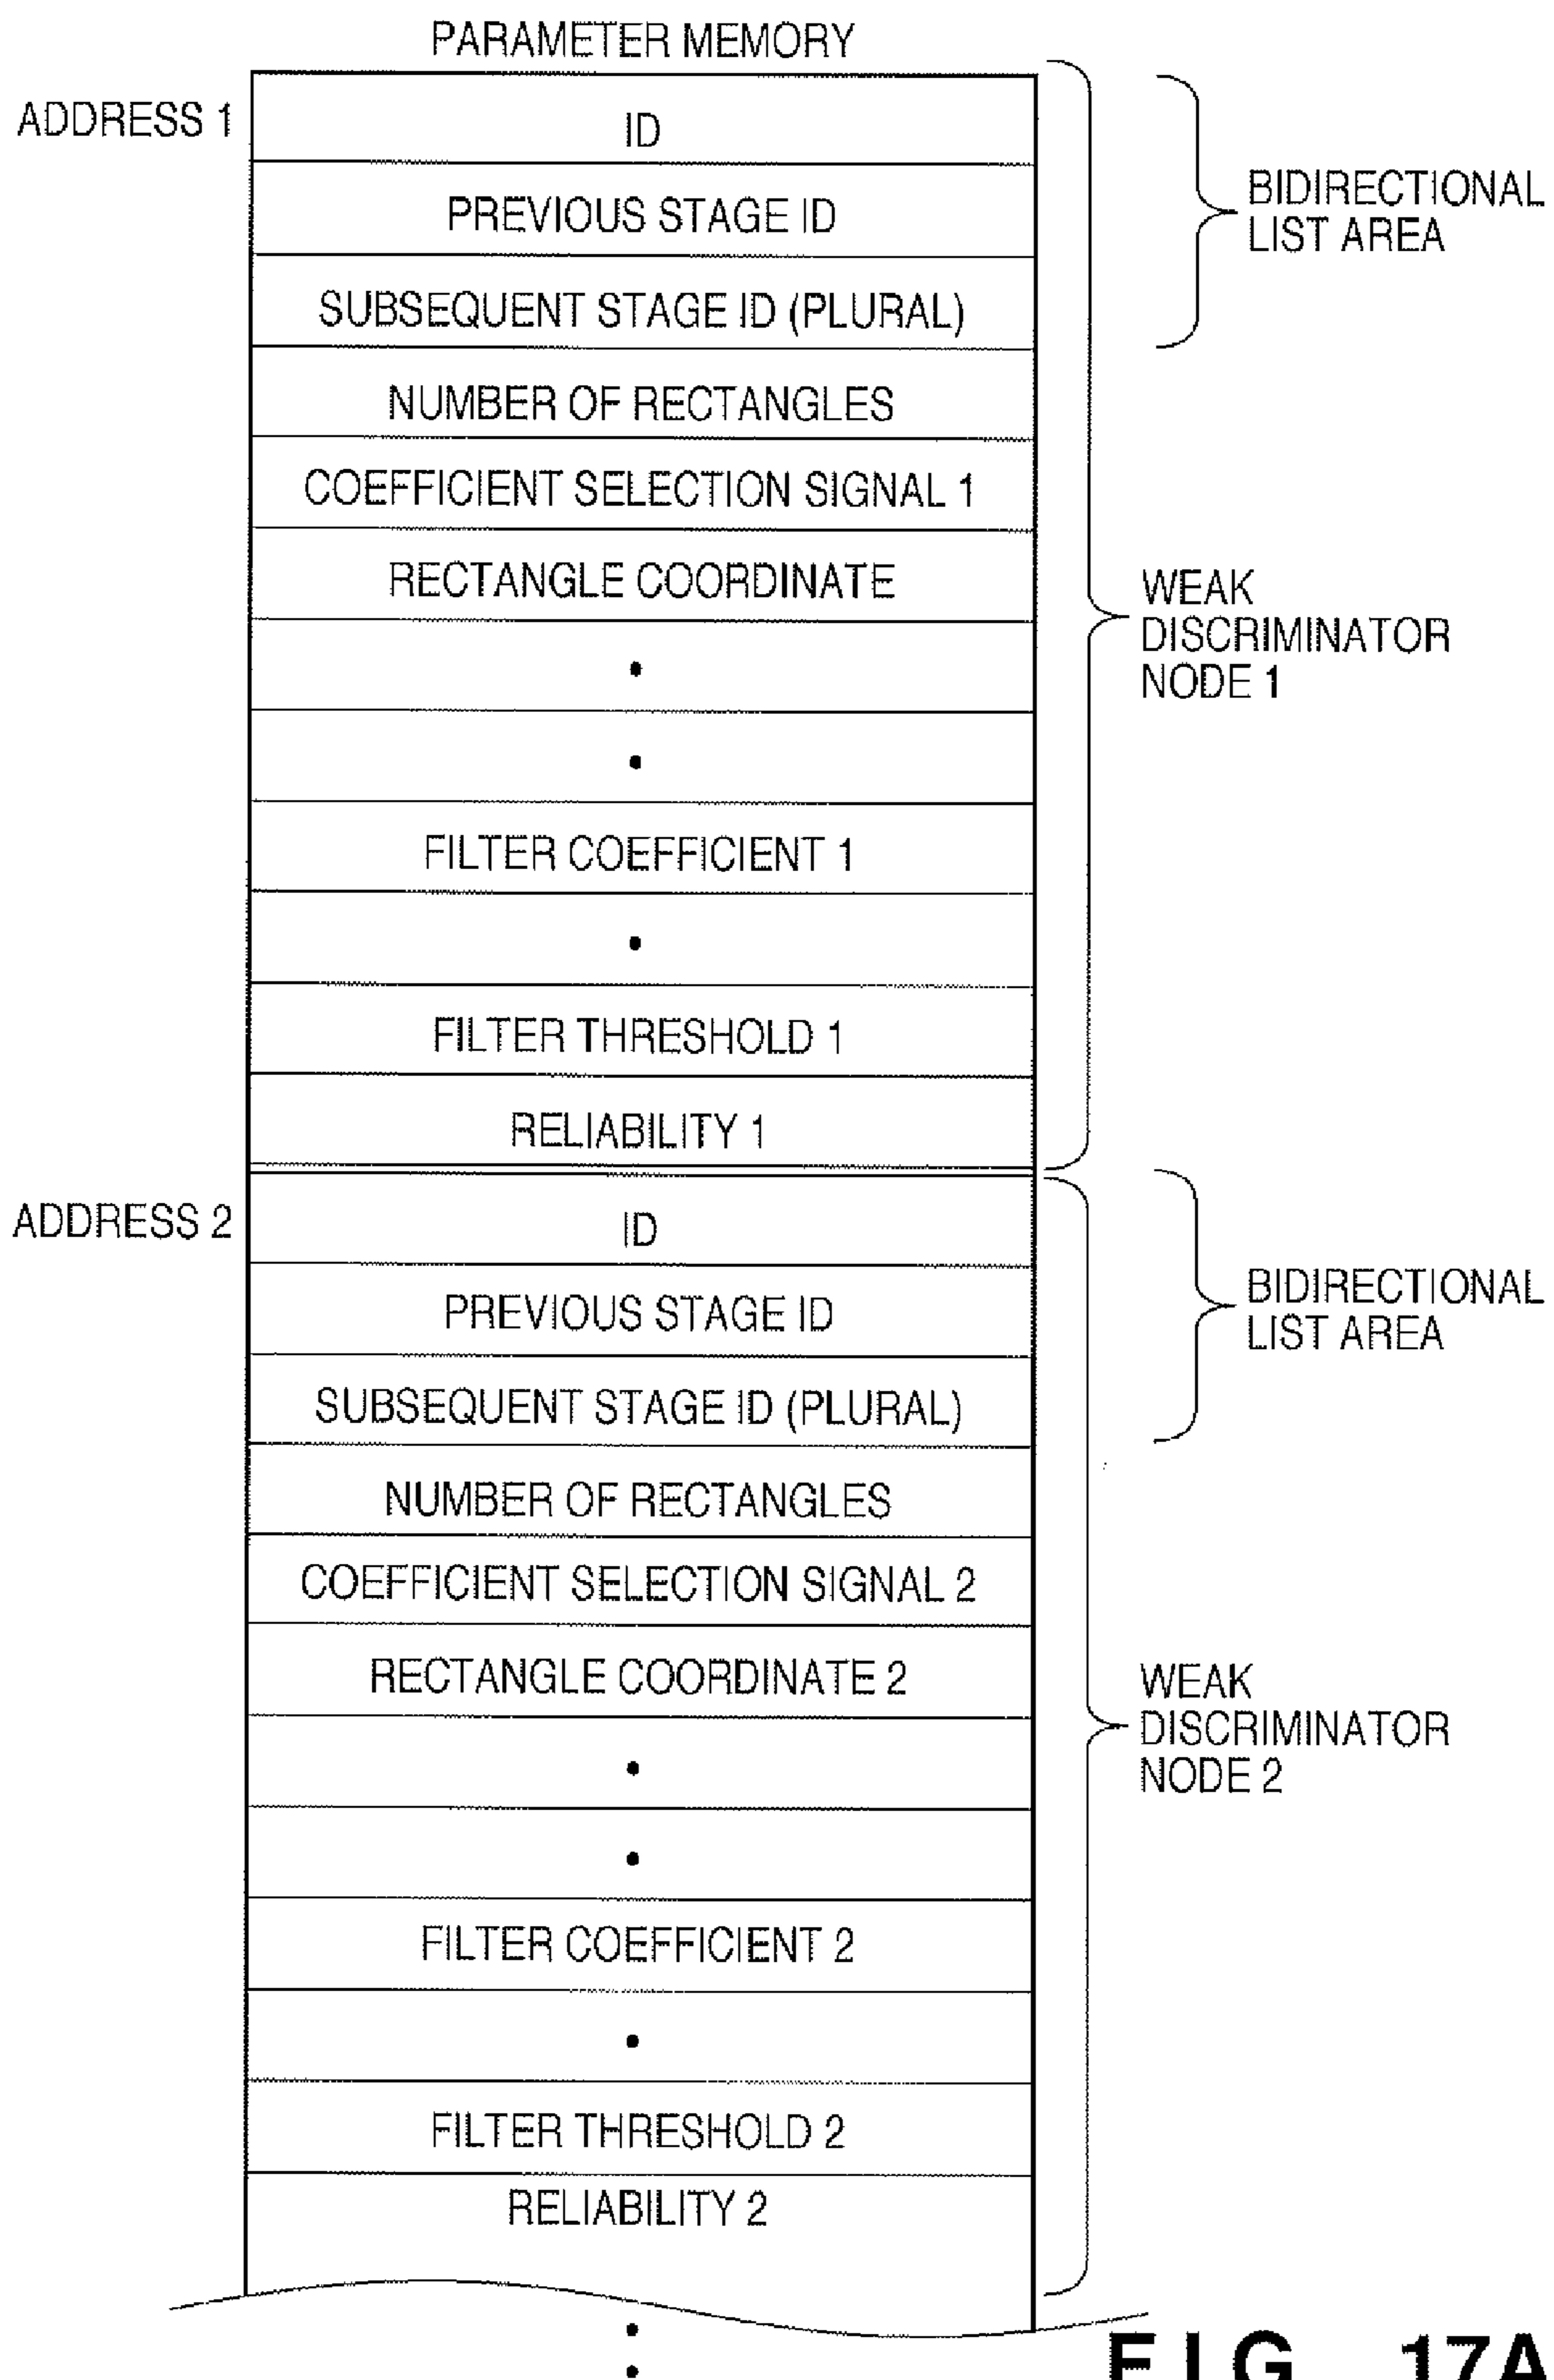 PARAMETER MEMORY
ADDRESS 1
ID
PREVIOUS STAGE ID
SUBSEQUENT STAGE ID (PLURAL)
BIDIRECTIONAL
LIST AREA
NUMBER OF RECTANGLES
COEFFICIENT SELECTION SIGNAL 1
RECTANGLE COORDINATE
WEAK
DISCRIMINATOR
NODE 1
FILTER COEFFICIENT 1
FILTER THRESHOLD 1
RELIABILITY 1
ADDRESS 2
ID
PREVIOUS STAGE ID
SUBSEQUENT STAGE ID (PLURAL)
BIDIRECTIONAL
LIST AREA
NUMBER OF RECTANGLES
COEFFICIENT SELECTION SIGNAL 2
RECTANGLE COORDINATE 2
WEAK
DISCRIMINATOR
NODE 2
FILTER COEFFICIENT 2
FILTER THRESHOLD 2
RELIABILITY 2
FIG. 17A